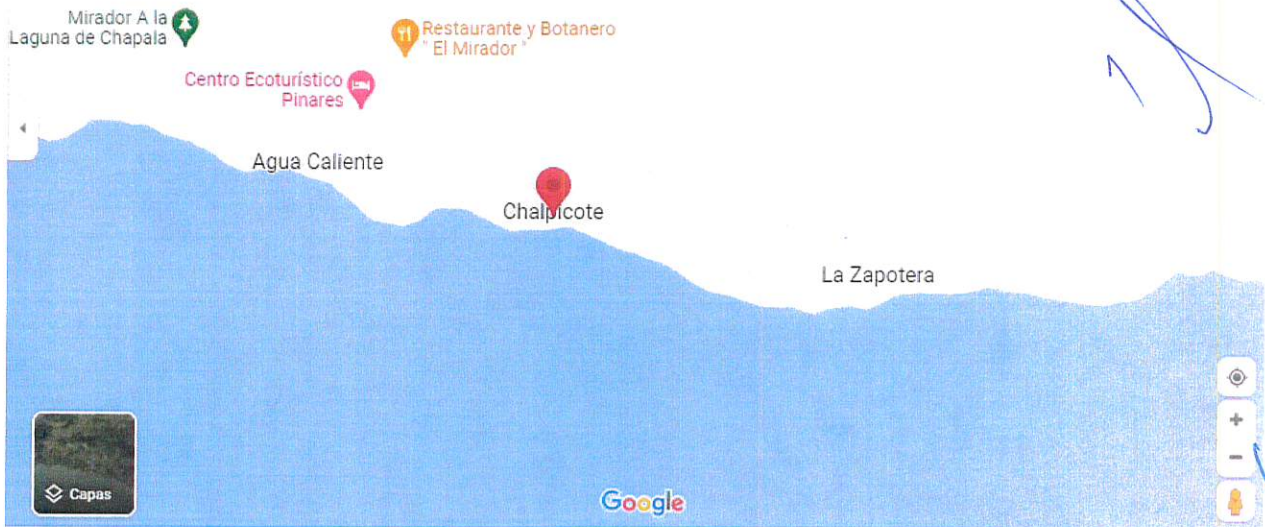 Mirador A la
Laguna de Chapala
Restaurante y Botanero
" El Mirador "
Centro Ecoturístico
Pinares
Agua Caliente
Chalpicote
La Zapotera
Capas
Google